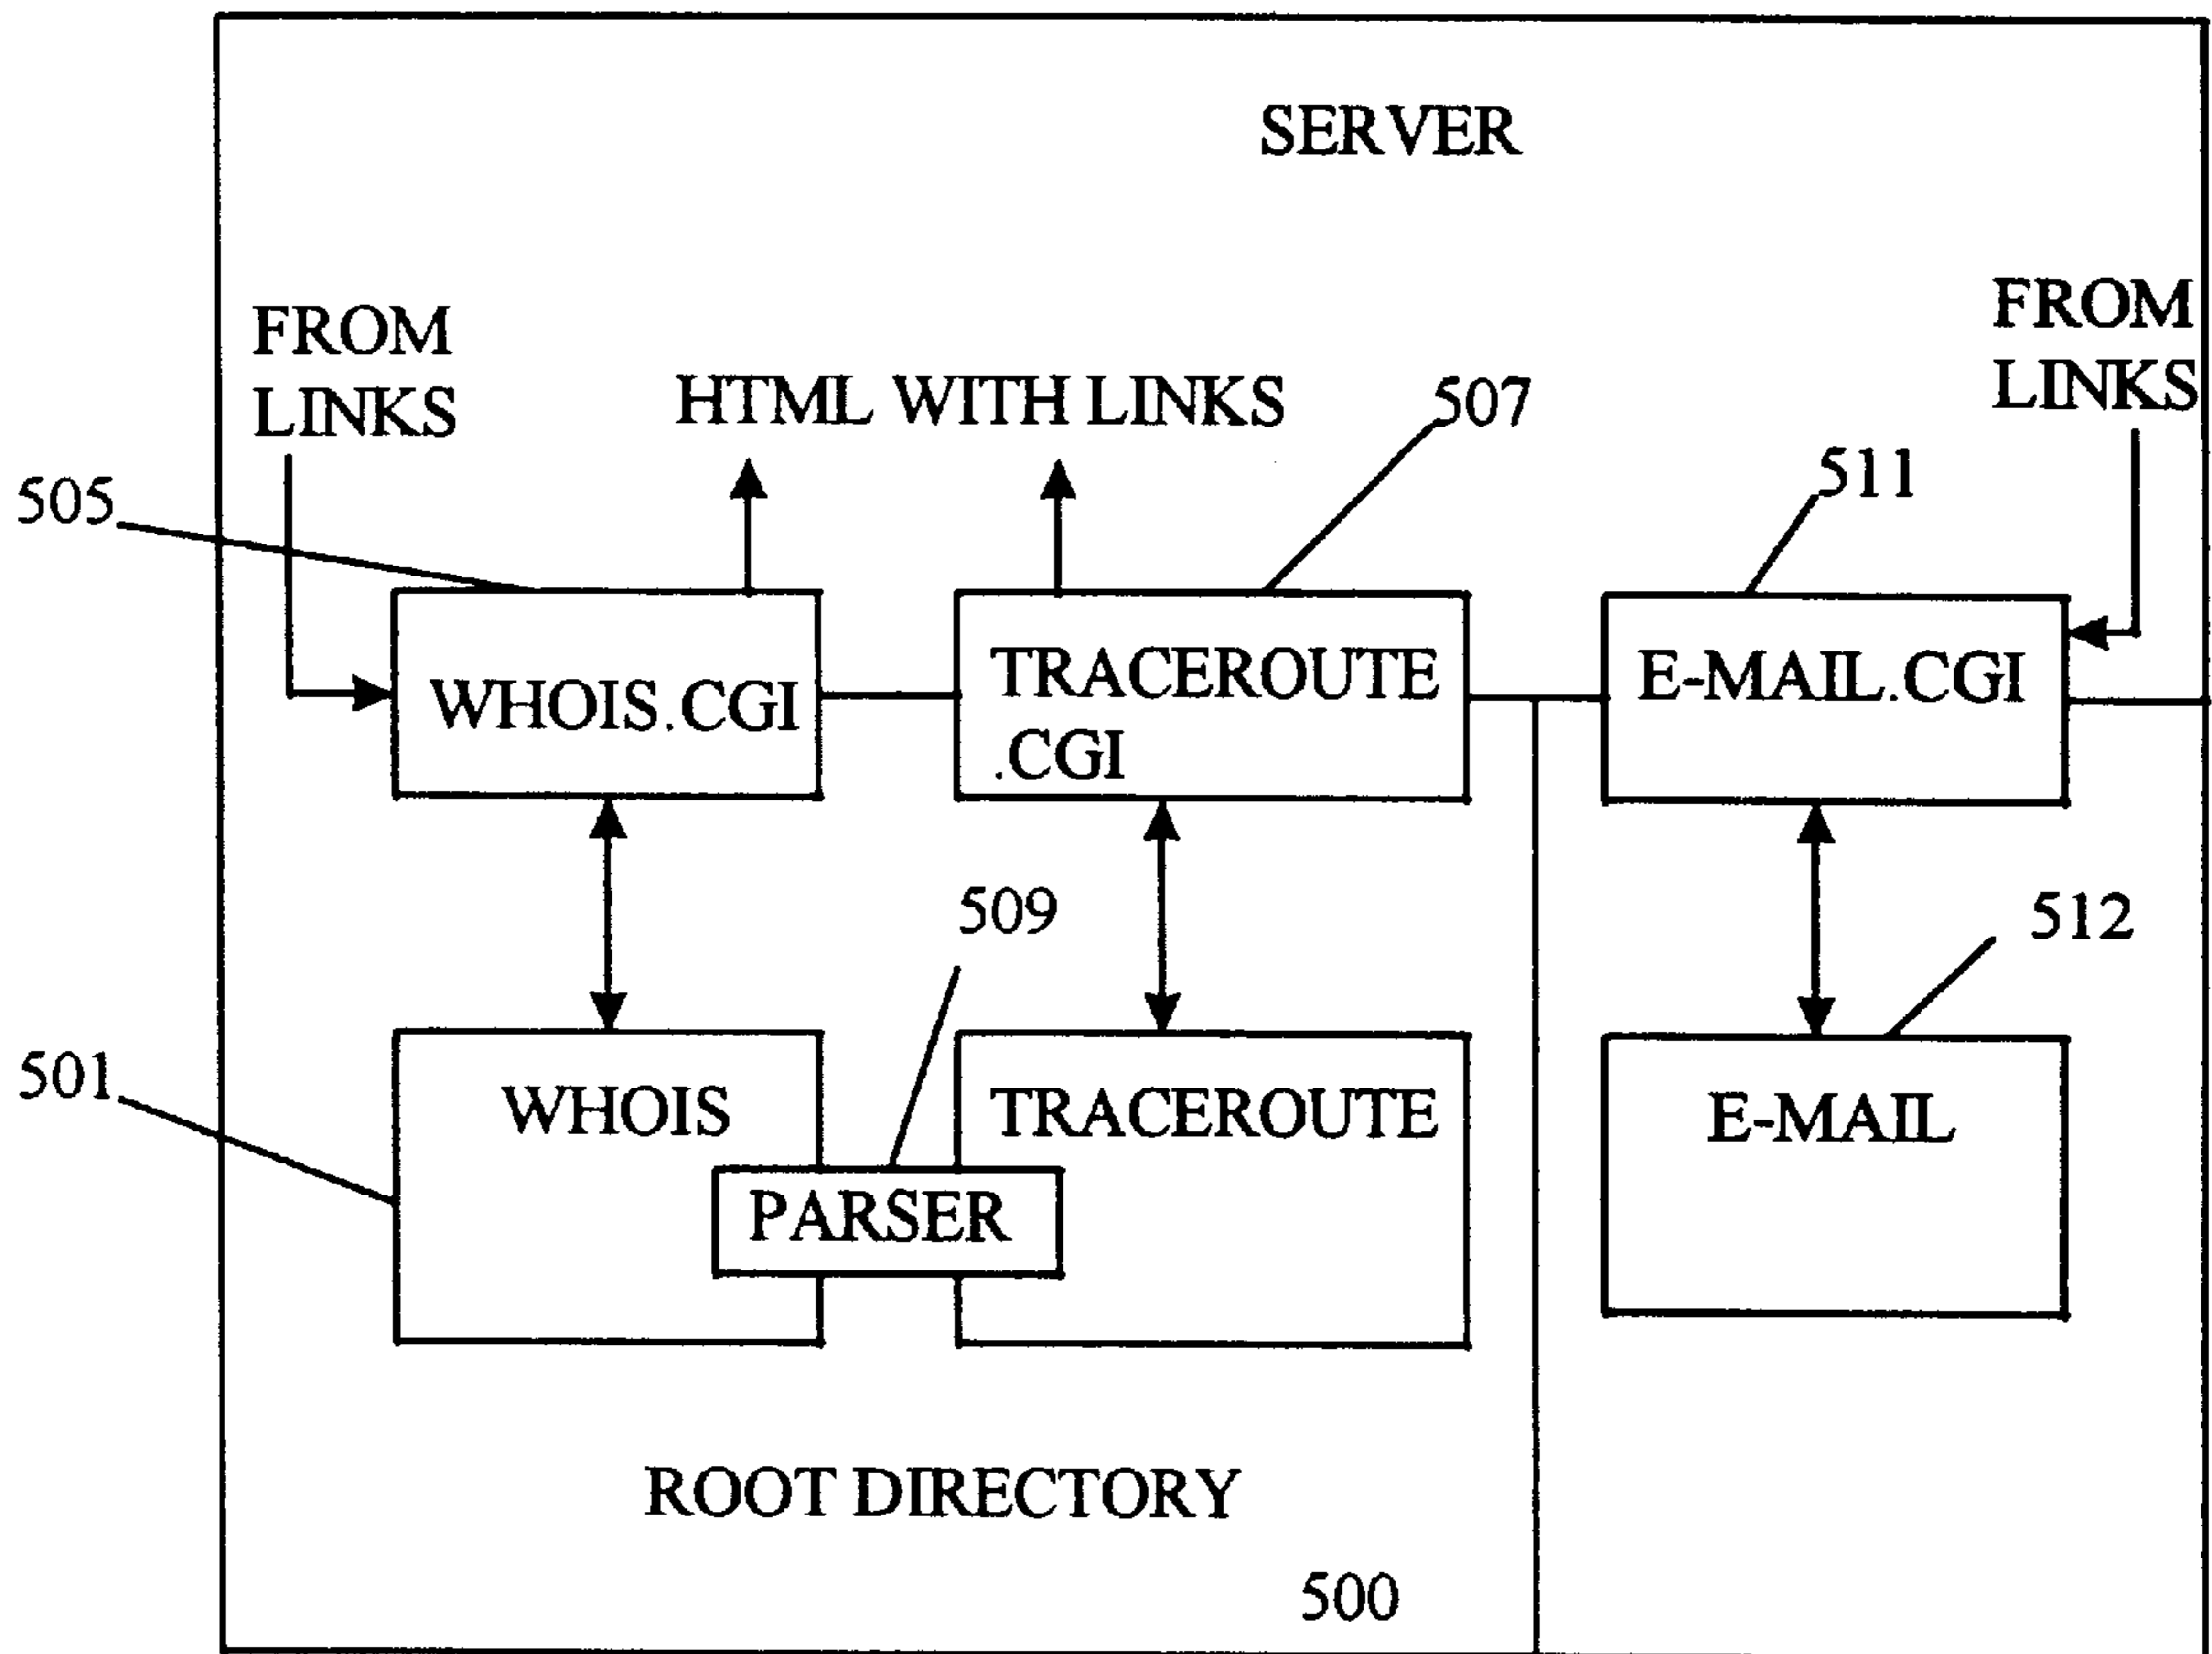 SERVER
FROM
LINKS
HTML WITH LINKS
507
FROM
LINKS
505
511
WHOIS.CGI
TRACEROUTE
.CGI
E-MAIL.CGI
509
512
501
WHOIS
TRACEROUTE
E-MAIL
PARSER
ROOT DIRECTORY
500